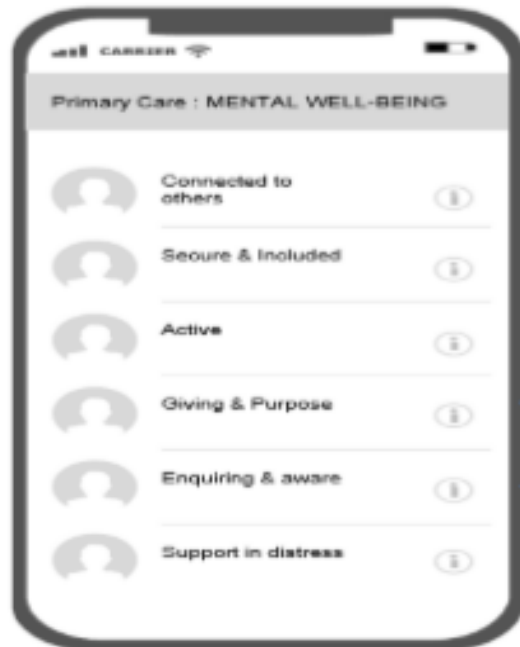 CARRIER
Primary Care : MENTAL WELL-BEING
Connected to
others
Secure & Included
Active
Giving & Purpose
Enquiring & aware
Support in distress